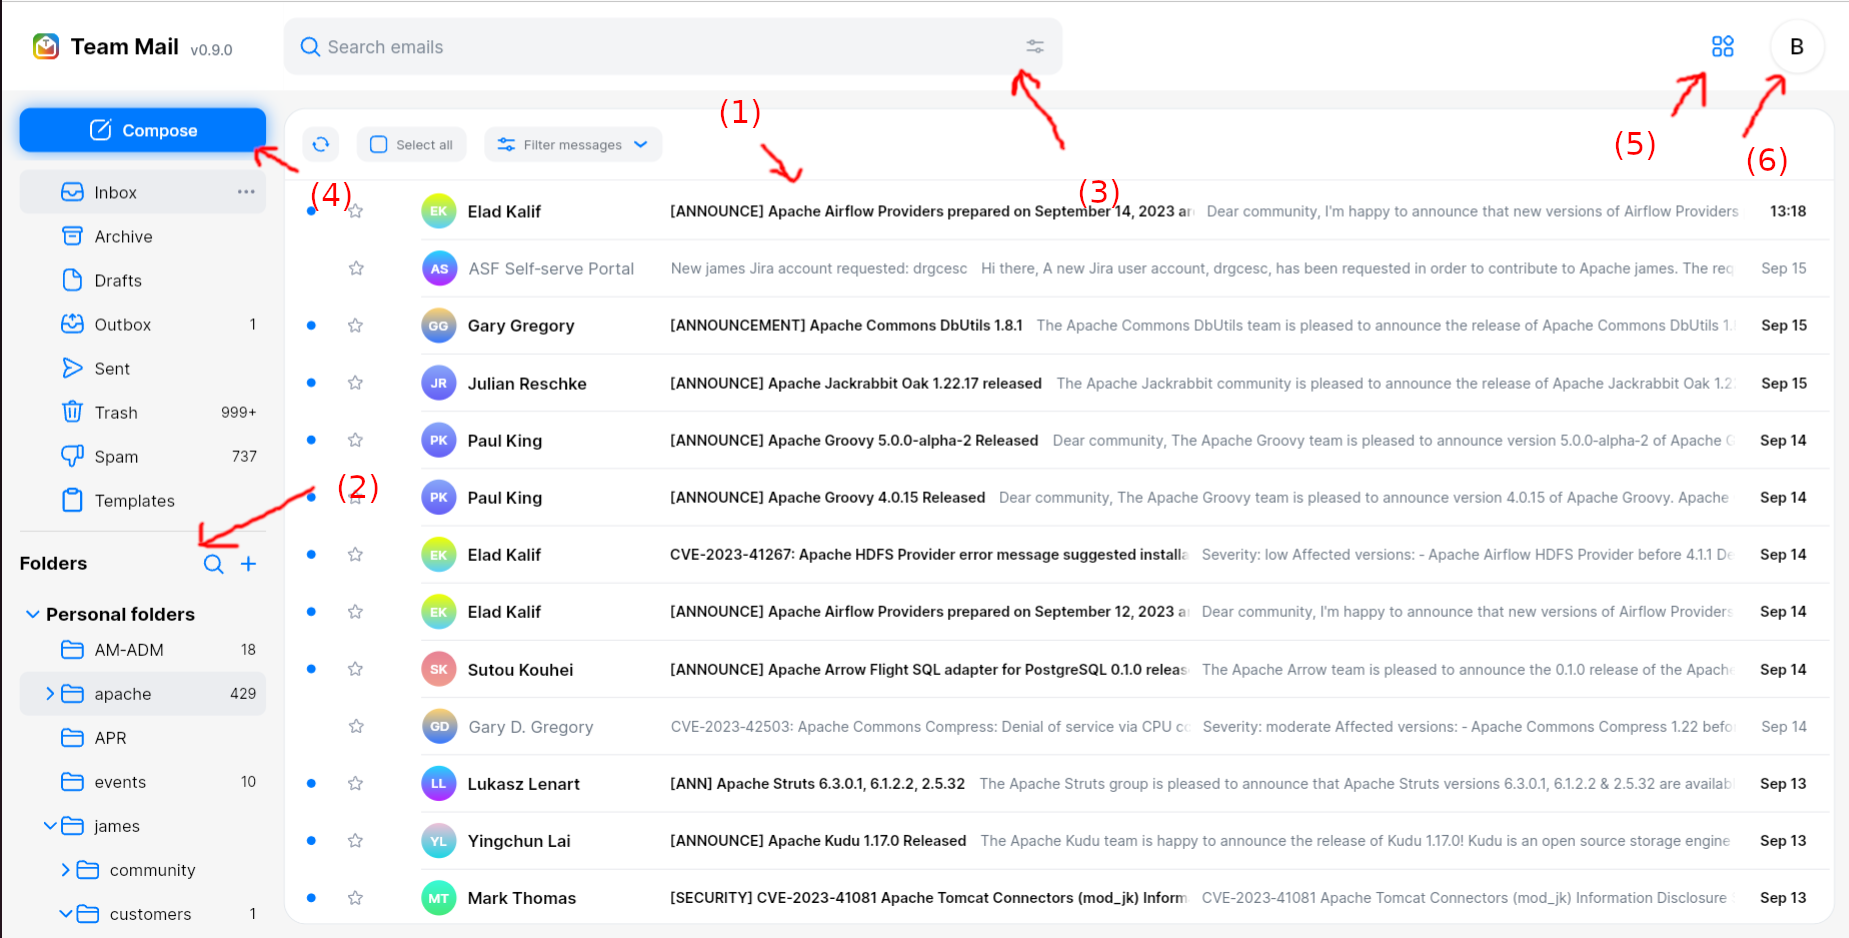 Team Mail v0.9.0
Search emails
B
Compose
(1)
(5)
(6)
Select all
Filter messages
(4)
(3)
Inbox
Archive
Drafts
Outbox 1
Sent
Trash 999+
Spam 737
Templates
(2)
Folders
Personal folders
AM-ADM 18
apache 429
APR
events 10
james
community
customers 1
EK Elad Kalif [ANNOUNCE] Apache Airflow Providers prepared on September 14, 2023 ar Dear community, I'm happy to announce that new versions of Airflow Providers 13:18
AS ASF Self-serve Portal New james Jira account requested: drgcesc Hi there, A new Jira user account, drgcesc, has been requested in order to contribute to Apache james. The req Sep 15
GG Gary Gregory [ANNOUNCEMENT] Apache Commons DbUtils 1.8.1 The Apache Commons DbUtils team is pleased to announce the release of Apache Commons DbUtils 1. Sep 15
JR Julian Reschke [ANNOUNCE] Apache Jackrabbit Oak 1.22.17 released The Apache Jackrabbit community is pleased to announce the release of Apache Jackrabbit Oak 1.2 Sep 15
PK Paul King [ANNOUNCE] Apache Groovy 5.0.0-alpha-2 Released Dear community, The Apache Groovy team is pleased to announce version 5.0.0-alpha-2 of Apache G Sep 14
PK Paul King [ANNOUNCE] Apache Groovy 4.0.15 Released Dear community, The Apache Groovy team is pleased to announce version 4.0.15 of Apache Groovy. Apache Sep 14
EK Elad Kalif CVE-2023-41267: Apache HDFS Provider error message suggested installa Severity: low Affected versions: - Apache Airflow HDFS Provider before 4.1.1 De Sep 14
EK Elad Kalif [ANNOUNCE] Apache Airflow Providers prepared on September 12, 2023 a Dear community, I'm happy to announce that new versions of Airflow Providers Sep 14
SK Sutou Kouhei [ANNOUNCE] Apache Arrow Flight SQL adapter for PostgreSQL 0.1.0 releas The Apache Arrow team is pleased to announce the 0.1.0 release of the Apache Sep 14
GD Gary D. Gregory CVE-2023-42503: Apache Commons Compress: Denial of service via CPU co Severity: moderate Affected versions: - Apache Commons Compress 1.22 befo Sep 14
LL Lukasz Lenart [ANN] Apache Struts 6.3.0.1, 6.1.2.2, 2.5.32 The Apache Struts group is pleased to announce that Apache Struts versions 6.3.0.1, 6.1.2.2 & 2.5.32 are availab Sep 13
YL Yingchun Lai [ANNOUNCE] Apache Kudu 1.17.0 Released The Apache Kudu team is happy to announce the release of Kudu 1.17.0! Kudu is an open source storage engine Sep 13
MT Mark Thomas [SECURITY] CVE-2023-41081 Apache Tomcat Connectors (mod_jk) Inform CVE-2023-41081 Apache Tomcat Connectors (mod_jk) Information Disclosure Sep 13